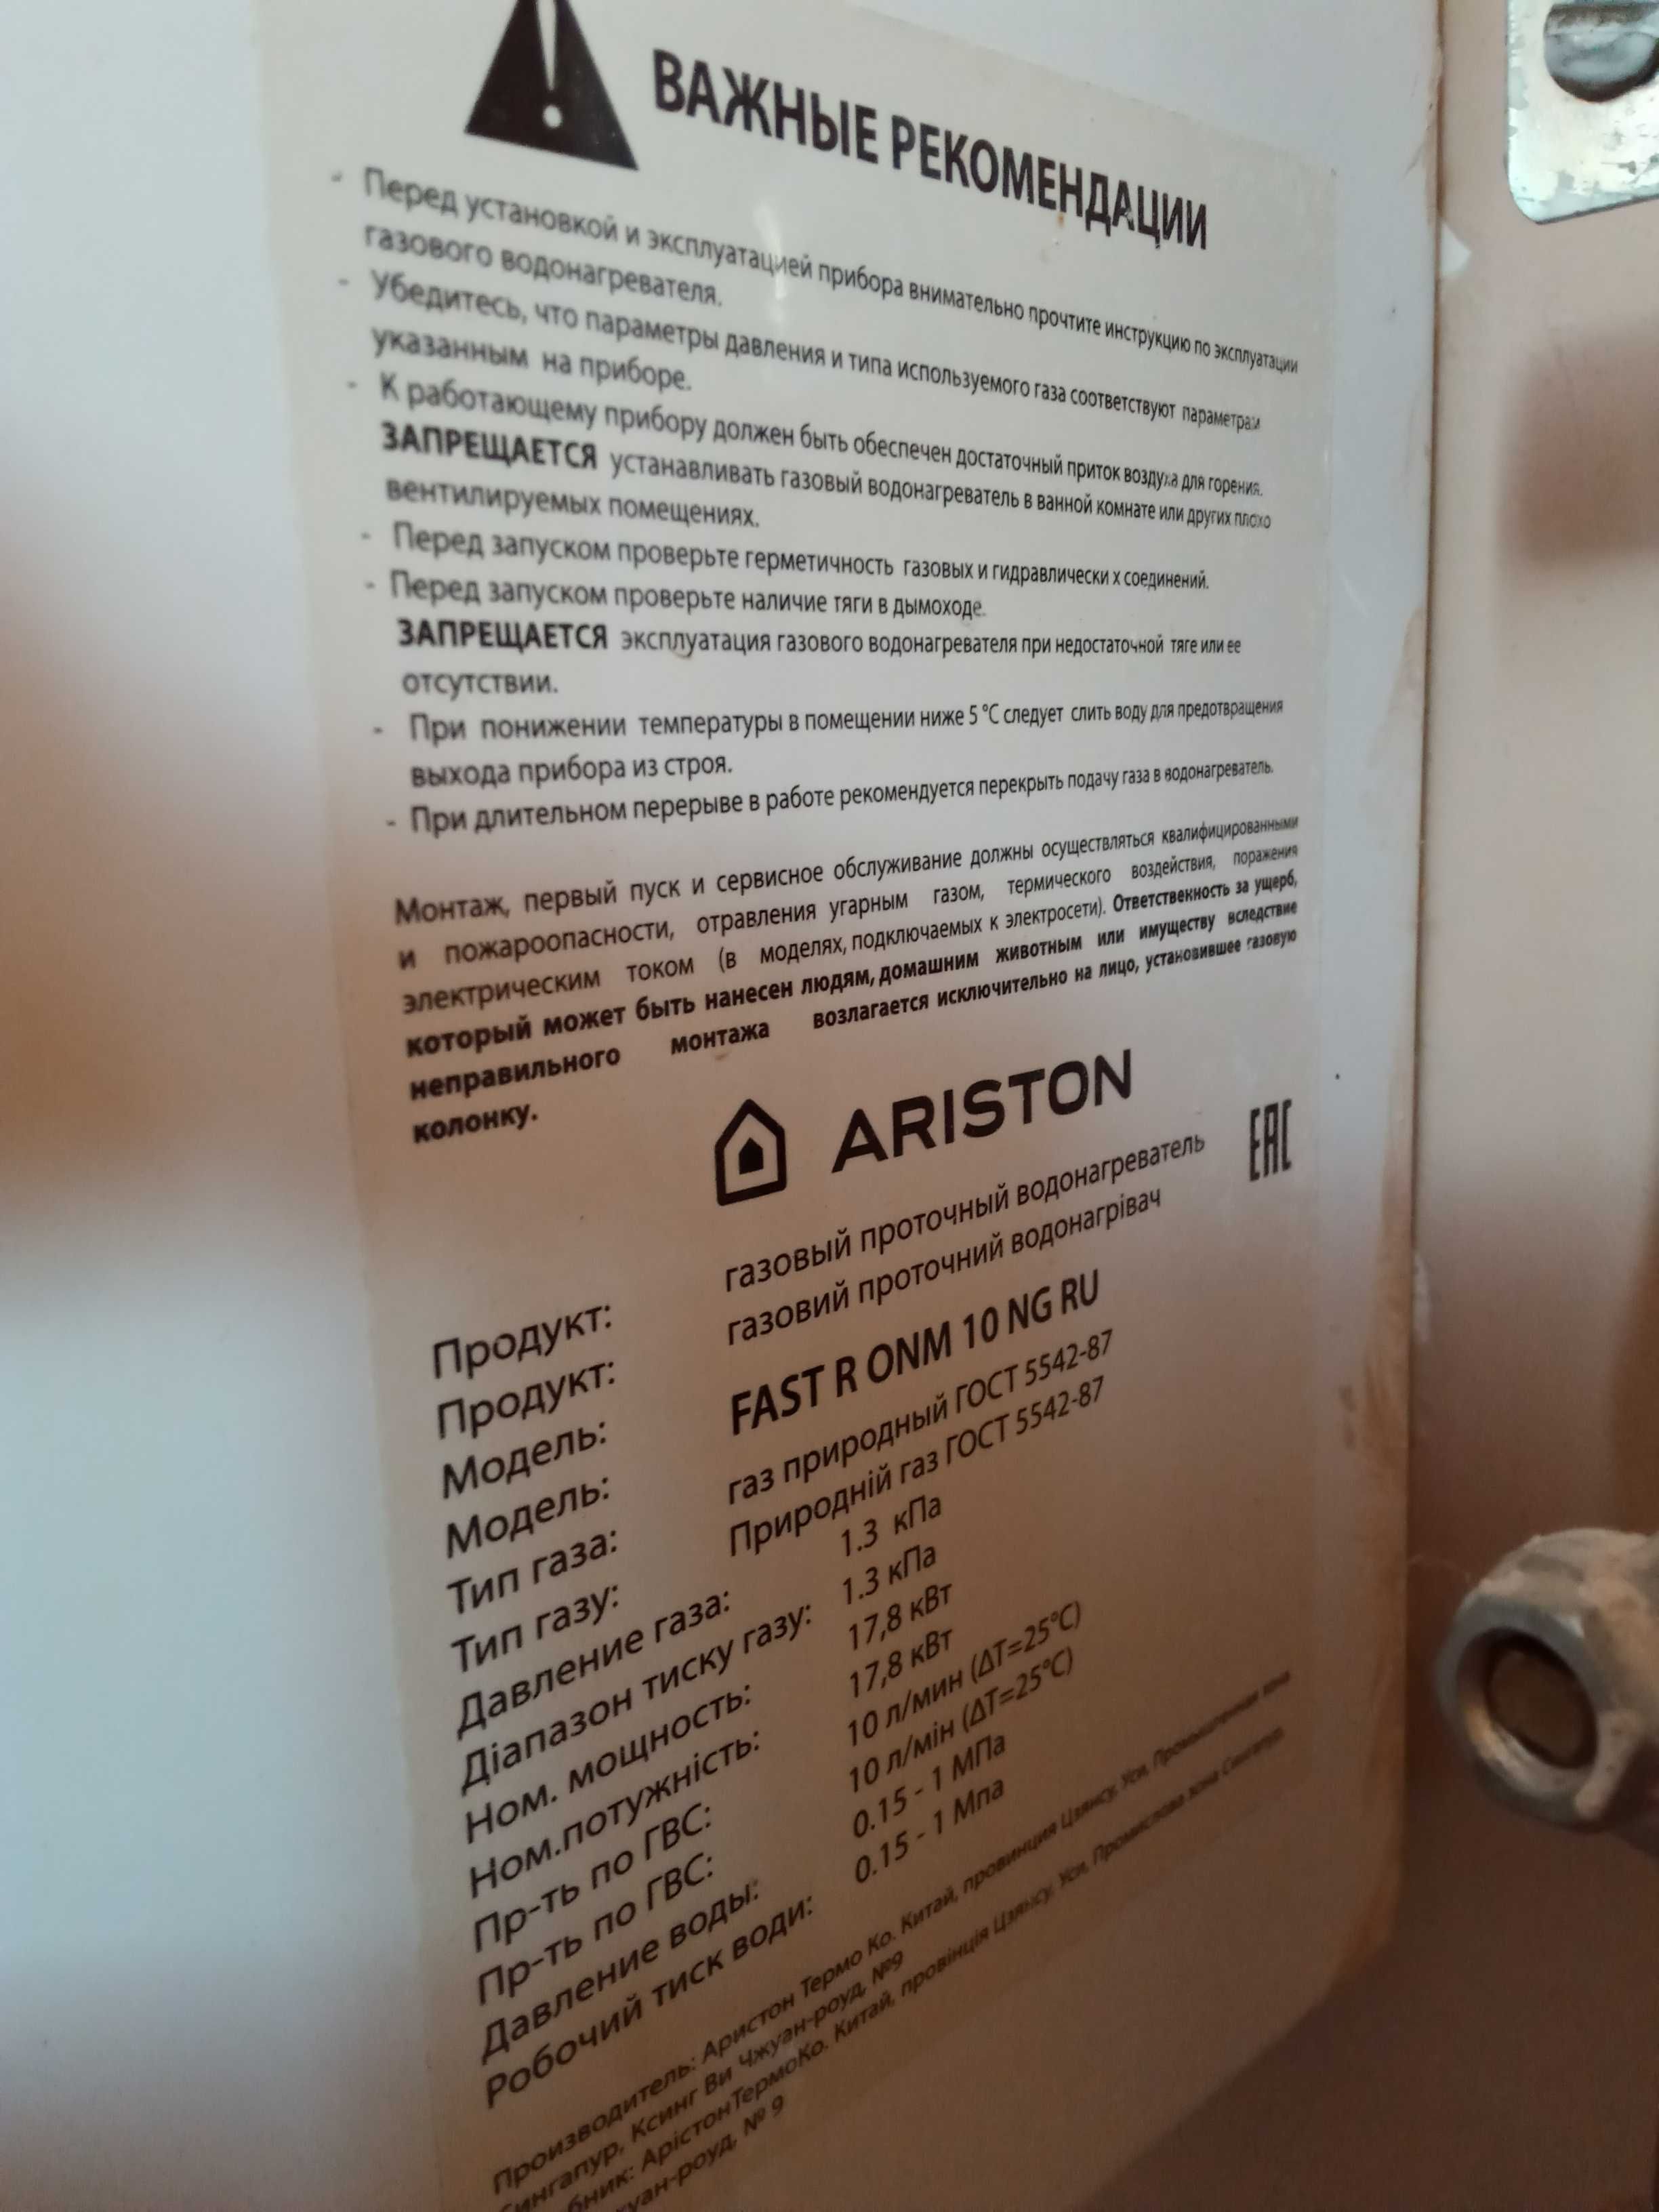 ВАЖНЫЕ РЕКОМЕНДАЦИИ
- Перед установкой и эксплуатацией прибора внимательно прочтите инструкцию по эксплуатации
газового водонагревателя.
- Убедитесь, что параметры давления и типа используемого газа соответствуют параметрам
указанным на приборе.
- К работающему прибору должен быть обеспечен достаточный приток воздуха для горения.
ЗАПРЕЩАЕТСЯ устанавливать газовый водонагреватель в ванной комнате или других плохо
вентилируемых помещениях.
- Перед запуском проверьте герметичность газовых и гидравлически х соединений.
- Перед запуском проверьте наличие тяги в дымоходе.
ЗАПРЕЩАЕТСЯ эксплуатация газового водонагревателя при недостаточной тяге или ее
отсутствии.
- При понижении температуры в помещении ниже 5 °С следует слить воду для предотвращения
выхода прибора из строя.
- При длительном перерыве в работе рекомендуется перекрыть подачу газа в водонагреватель.
Монтаж, первый пуск и сервисное обслуживание должны осуществляться квалифицированными
и пожароопасности, отравления угарным газом, термического воздействия, поражения
электрическим током (в моделях, подключаемых к электросети). Ответственность за ущерб,
который может быть нанесен людям, домашним животным или имуществу вследствие
неправильного монтажа возлагается исключительно на лицо, установившее газовую
колонку.
ARISTON
EAC
Продукт: газовый проточный водонагреватель
Продукт: газовий проточний водонагрівач
Модель: FAST R ONM 10 NG RU
Модель:
Тип газа: газ природный ГОСТ 5542-87
Тип газу: Природній газ ГОСТ 5542-87
Давление газа: 1.3 кПа
Діапазон тиску газу: 1.3 кПа
Ном. мощность: 17,8 кВт
Ном.потужність: 17,8 кВт
Пр-ть по ГВС: 10 л/мин (ΔT=25°C)
Пр-ть по ГВС: 10 л/мін (ΔT=25°C)
Давление воды: 0.15 - 1 МПа
Робочий тиск води: 0.15 - 1 Мпа
Производитель: Аристон Термо Ко. Китай, провинция Цзянсу, Уси, Промышленная зона
Сингапур, Ксинг Ви Чжуан-роуд, №9
бник: АрістонТермоКо. Китай, провінція Цзянсу, Уси, Промислова зона Сингапур,
уан-роуд, № 9